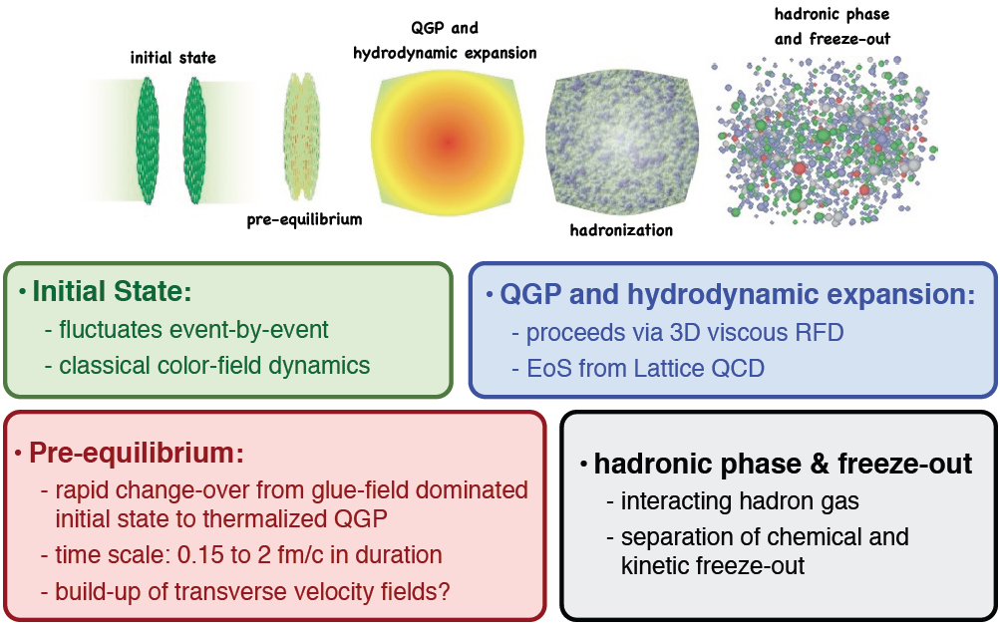 initial state
pre-equilibrium
QGP and
hydrodynamic expansion
hadronization
hadronic phase
and freeze-out
• Initial State:
- fluctuates event-by-event
- classical color-field dynamics
• QGP and hydrodynamic expansion:
- proceeds via 3D viscous RFD
- EoS from Lattice QCD
• Pre-equilibrium:
- rapid change-over from glue-field dominated
initial state to thermalized QGP
- time scale: 0.15 to 2 fm/c in duration
- build-up of transverse velocity fields?
• hadronic phase & freeze-out
- interacting hadron gas
- separation of chemical and
kinetic freeze-out